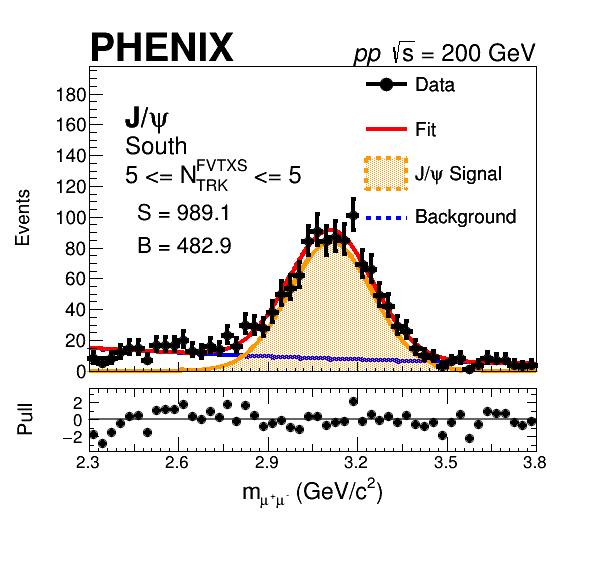 PHENIX
pp √s = 200 GeV
J/ψ
South
5 <= N_TRK^FVTXS <= 5
S = 989.1
B = 482.9
Data
Fit
J/ψ Signal
Background
Events
180
160
140
120
100
80
60
40
20
0
Pull
2
0
−2
2.3 2.6 2.9 3.2 3.5 3.8
m_μ⁺μ⁻ (GeV/c²)